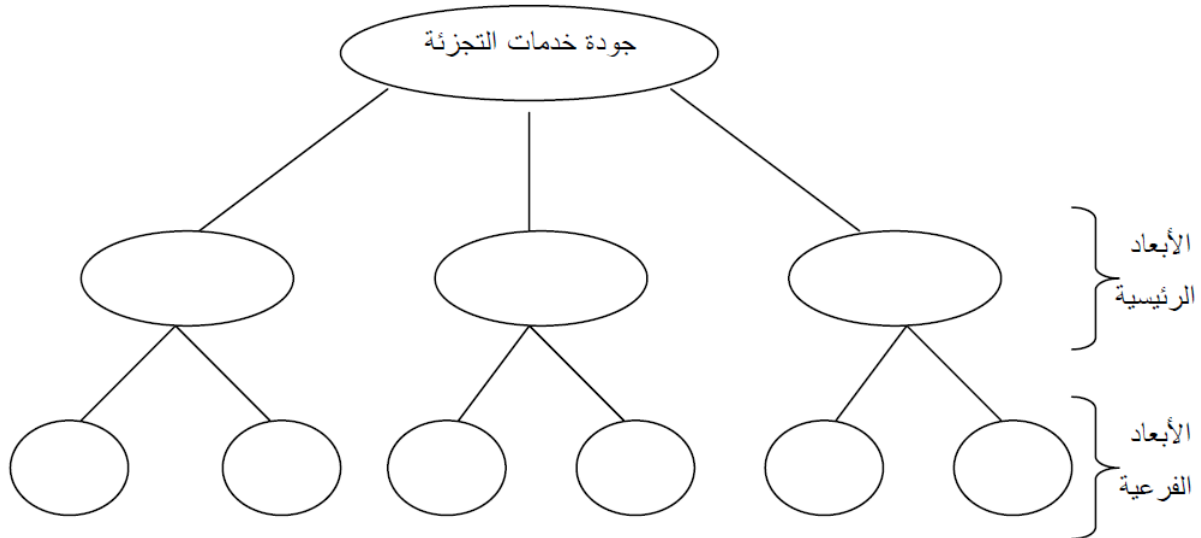 جودة خدمات التجزئة
الأبعاد
الرئيسية
الأبعاد
الفرعية